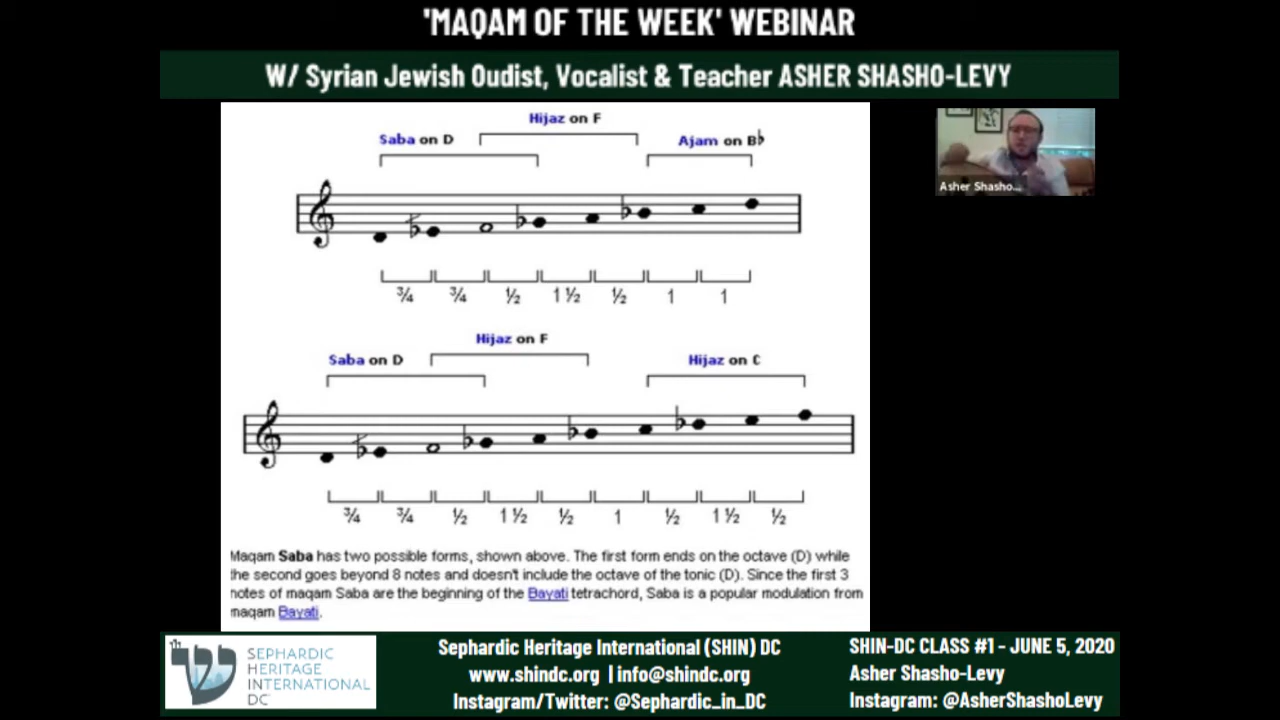 'MAQAM OF THE WEEK' WEBINAR
W/ Syrian Jewish Oudist, Vocalist & Teacher ASHER SHASHO-LEVY
Hijaz on F
Saba on D
Ajam on B♭
Asher Shasho...
¾ ¾ ½ 1 ½ ½ 1 1
Hijaz on F
Saba on D
Hijaz on C
¾ ¾ ½ 1 ½ ½ 1 ½ 1 ½ ½
Maqam Saba has two possible forms, shown above. The first form ends on the octave (D) while
the second goes beyond 8 notes and doesn't include the octave of the tonic (D). Since the first 3
notes of maqam Saba are the beginning of the Bayati tetrachord, Saba is a popular modulation from
maqam Bayati.
SEPHARDIC
HERITAGE
INTERNATIONAL
DC
Sephardic Heritage International (SHIN) DC
www.shindc.org | info@shindc.org
Instagram/Twitter: @Sephardic_in_DC
SHIN-DC CLASS #1 - JUNE 5, 2020
Asher Shasho-Levy
Instagram: @AsherShashoLevy